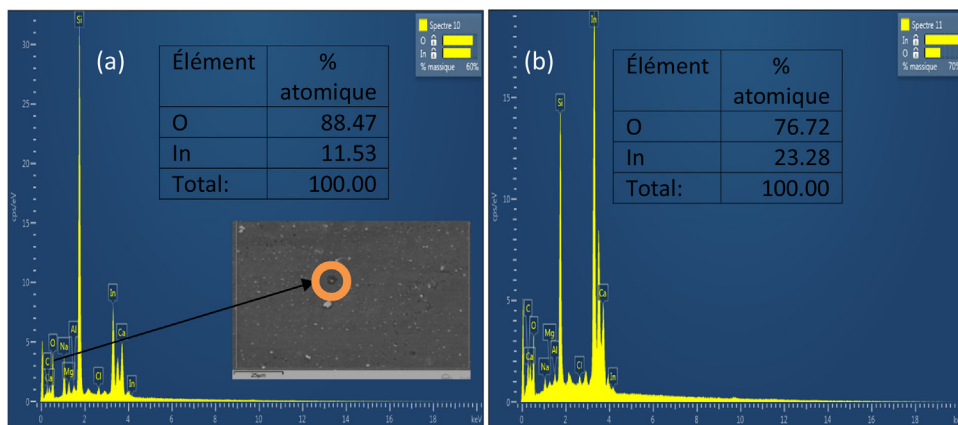 (a)
Spectre 10
O
In
% massique 60%
Élément %
atomique
O 88.47
In 11.53
Total: 100.00
cps/eV
30
25
20
15
10
5
0
Si
In
Ca
O
Na
Al
C
Ca
Mg
Cl
In
25µm
0 2 4 6 8 10 12 14 16 18 keV
(b)
Spectre 11
In
O
% massique 70%
Élément %
atomique
O 76.72
In 23.28
Total: 100.00
cps/eV
15
10
5
0
In
Si
Ca
C
O
Mg
Ca
Al
Na
Cl
In
0 2 4 6 8 10 12 14 16 18 keV